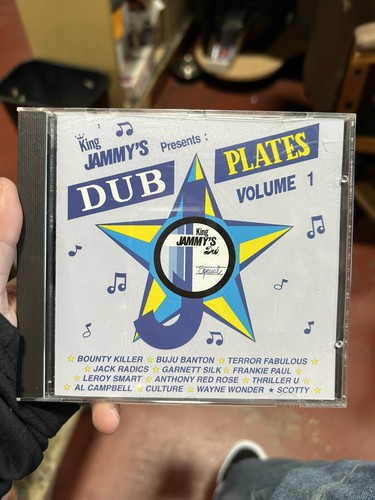 King
JAMMY'S Presents :
DUB PLATES
VOLUME 1
King
JAMMY'S
Special
☆ BOUNTY KILLER ☆ BUJU BANTON ☆ TERROR FABULOUS ☆
☆ JACK RADICS ☆ GARNETT SILK ☆ FRANKIE PAUL ☆
☆ LEROY SMART ☆ ANTHONY RED ROSE ☆ THRILLER U ☆
☆ AL CAMPBELL ☆ CULTURE ☆ WAYNE WONDER ★ SCOTTY ☆